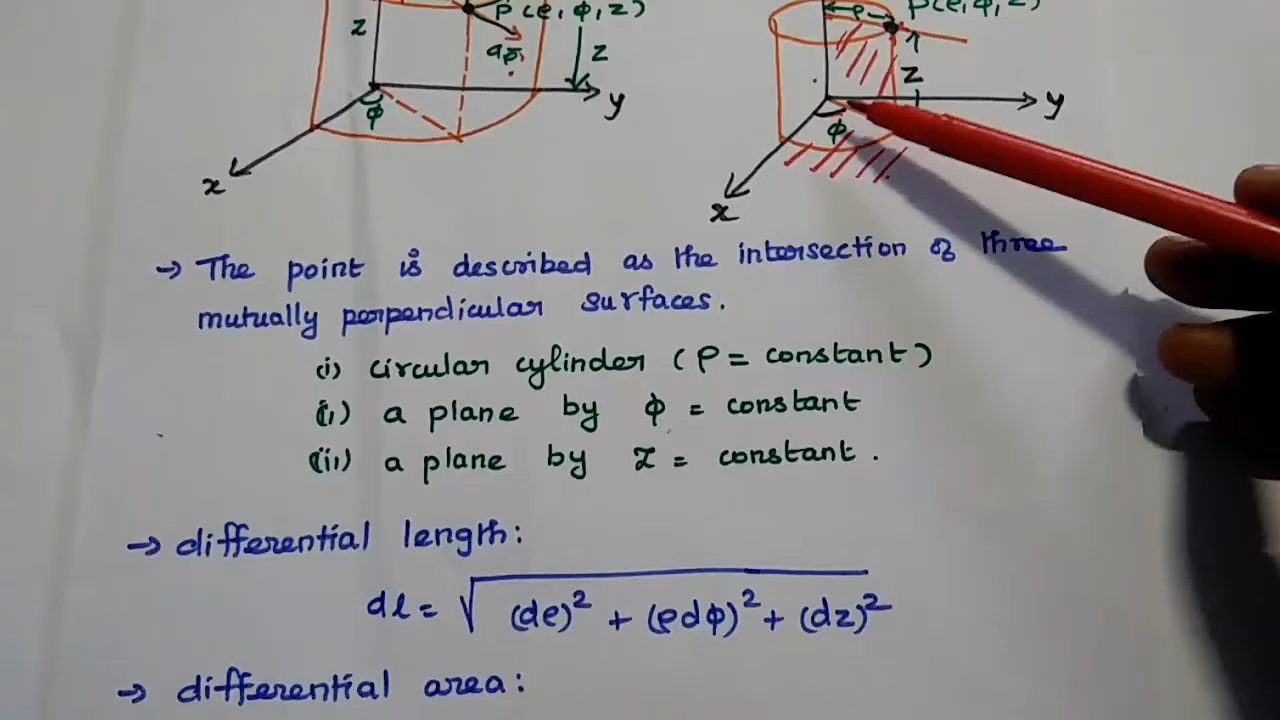 P(ρ, φ, z)
P(ρ, φ, z)
z
aρ
z
y
φ
x
ρ
z
y
φ
x
→ The point is described as the intersection of three
mutually perpendicular surfaces.
(i) circular cylinder (ρ = constant)
(ii) a plane by φ = constant
(iii) a plane by z = constant.
→ differential length:
dl = √(dρ)² + (ρdφ)² + (dz)²
→ differential area: